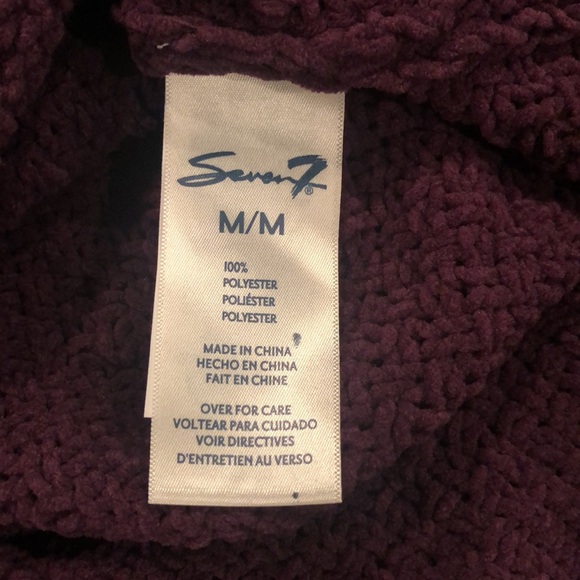 Seven7®
M/M
100%
POLYESTER
POLIÉSTER
POLYESTER
MADE IN CHINA
HECHO EN CHINA
FAIT EN CHINE
OVER FOR CARE
VOLTEAR PARA CUIDADO
VOIR DIRECTIVES
D'ENTRETIEN AU VERSO